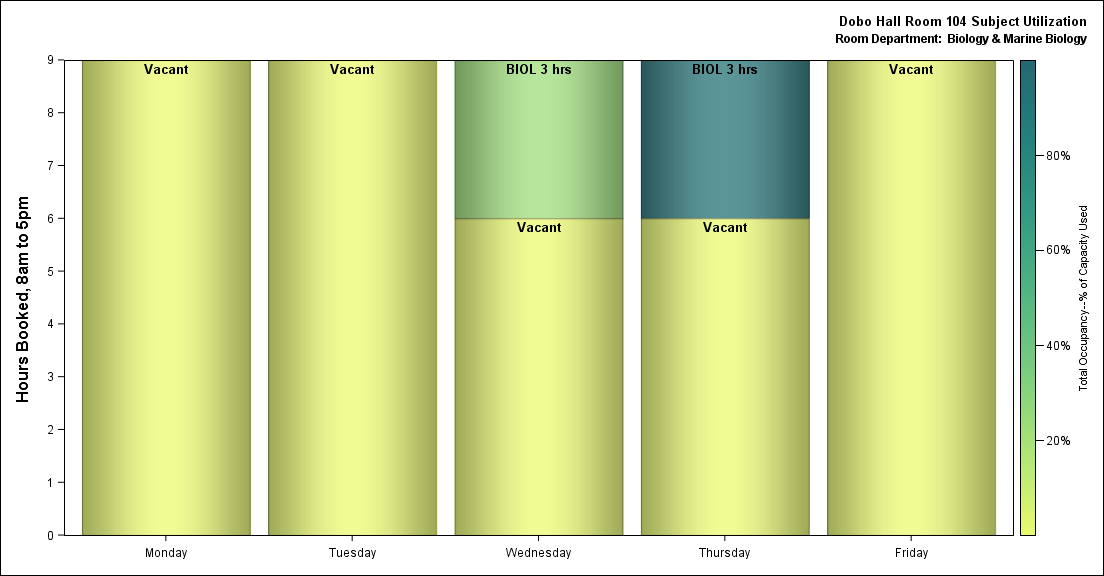 Dobo Hall Room 104 Subject Utilization
Room Department: Biology & Marine Biology
Hours Booked, 8am to 5pm
9
8
7
6
5
4
3
2
1
0
Vacant
Vacant
BIOL 3 hrs
BIOL 3 hrs
Vacant
Vacant
Vacant
Monday
Tuesday
Wednesday
Thursday
Friday
80%
60%
40%
20%
Total Occupancy--% of Capacity Used